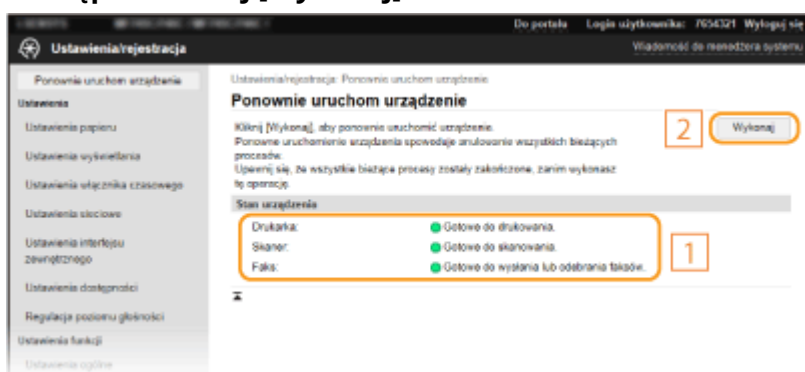 Do portalu Login użytkownika: 7654321 Wyloguj się
Ustawienia/rejestracja
Wiadomość do menedżera systemu
Ponownie uruchom urządzenie
Ustawienia
Ustawienia papieru
Ustawienia wyświetlania
Ustawienia włącznika czasowego
Ustawienia sieciowe
Ustawienia interfejsu
zewnętrznego
Ustawienia dostępności
Regulacja poziomu głośności
Ustawienia funkcji
Ustawienia ogólne
Ustawienia/rejestracja: Ponownie uruchom urządzenie
Ponownie uruchom urządzenie
Kliknij [Wykonaj], aby ponownie uruchomić urządzenie.
Ponowne uruchomienie urządzenia spowoduje anulowanie wszystkich bieżących
procesów.
Upewnij się, że wszystkie bieżące procesy zostały zakończone, zanim wykonasz
tę operację.
2
Wykonaj
Stan urządzenia
Drukarka: Gotowe do drukowania.
Skaner: Gotowe do skanowania.
Faks: Gotowe do wysłania lub odebrania faksów.
1